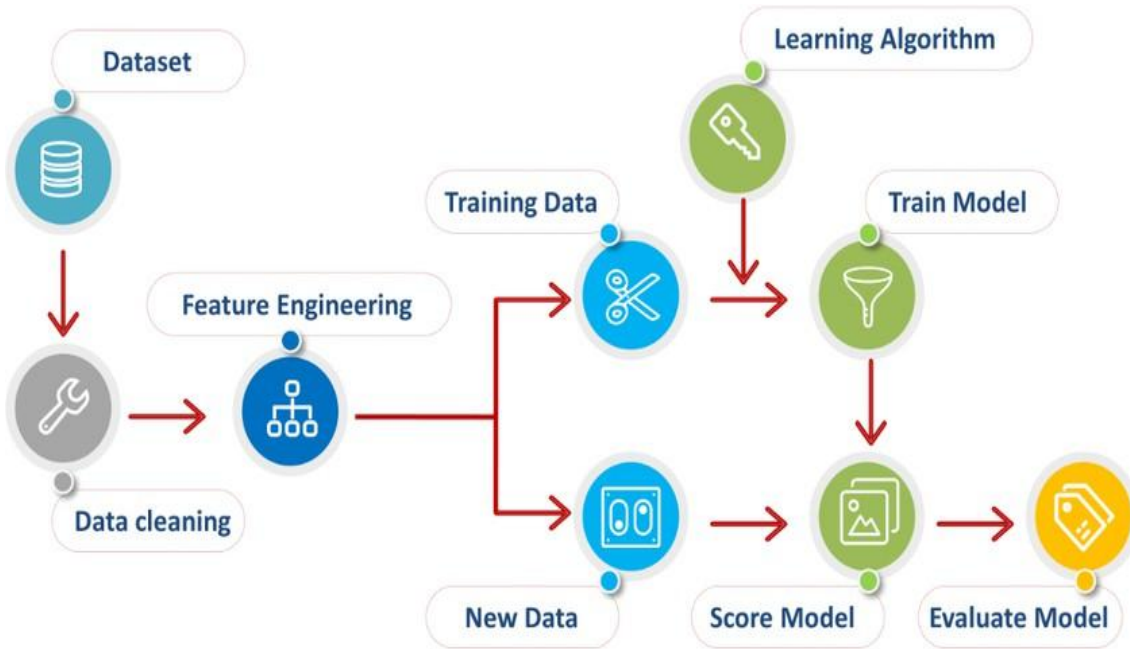 Learning Algorithm
Dataset
Training Data
Train Model
Feature Engineering
Data cleaning
New Data
Score Model
Evaluate Model